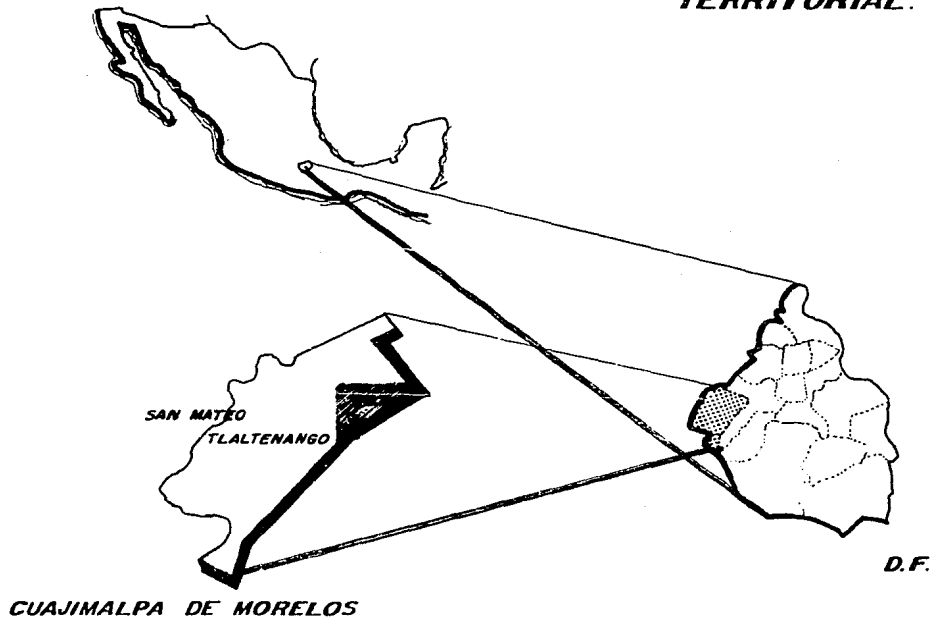 TERRITORIAL.
SAN MATEO
TLALTENANGO
D.F.
CUAJIMALPA DE MORELOS